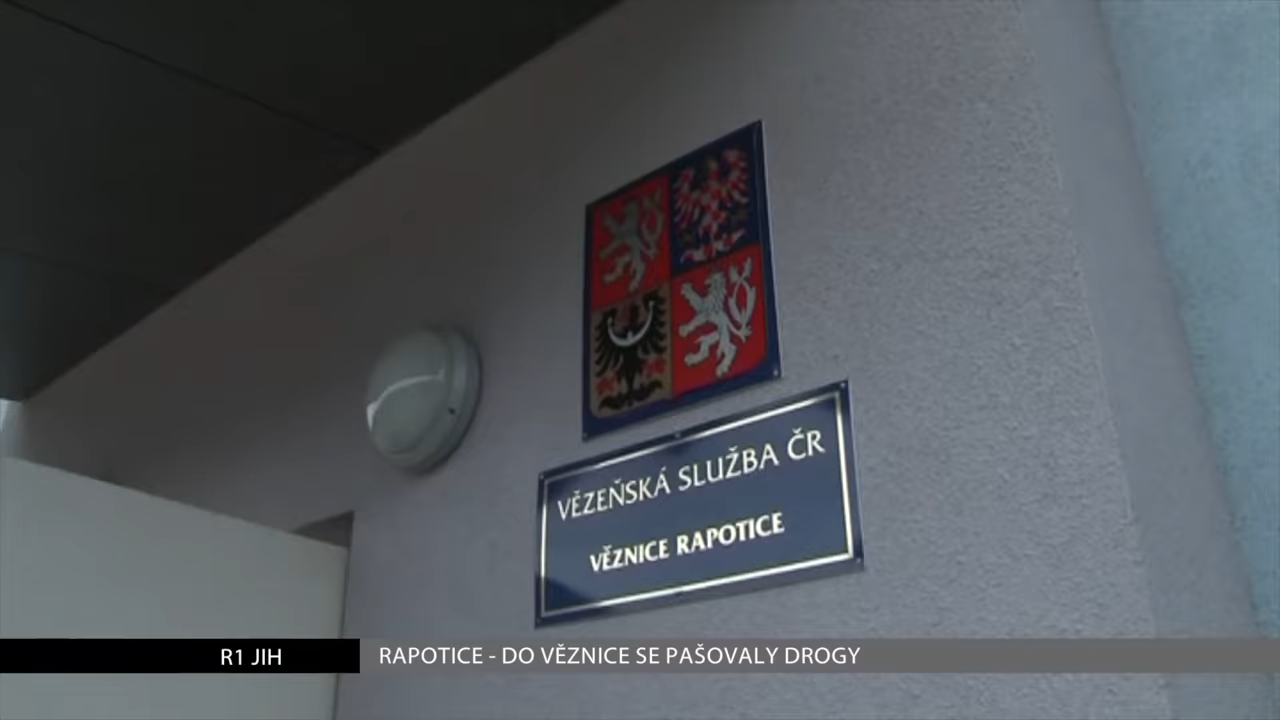 VĚZEŇSKÁ SLUŽBA ČR
VĚZNICE RAPOTICE
R1 JIH
RAPOTICE - DO VĚZNICE SE PAŠOVALY DROGY